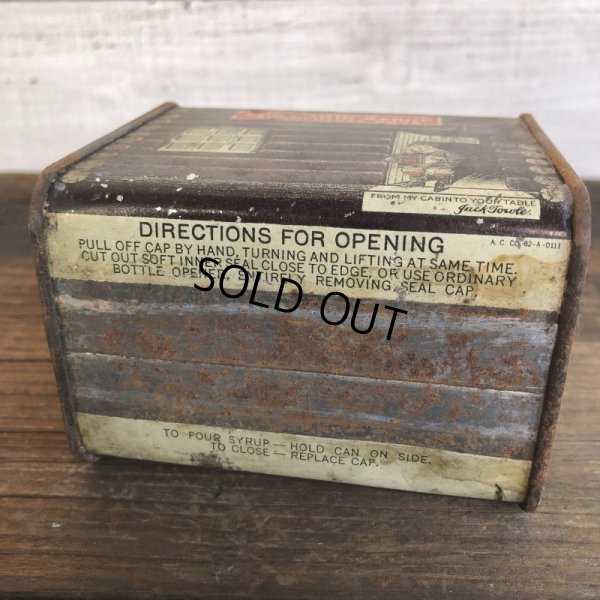 FROM MY CABIN TO YOUR TABLE
Jack Towle.
A. C. CO. 82-A-0111
DIRECTIONS FOR OPENING
PULL OFF CAP BY HAND, TURNING AND LIFTING AT SAME TIME.
CUT OUT SOFT INNER SEAL CLOSE TO EDGE, OR USE ORDINARY
BOTTLE OPENER ENTIRELY REMOVING SEAL CAP.
SOLD OUT
TO POUR SYRUP — HOLD CAN ON SIDE.
TO CLOSE — REPLACE CAP.